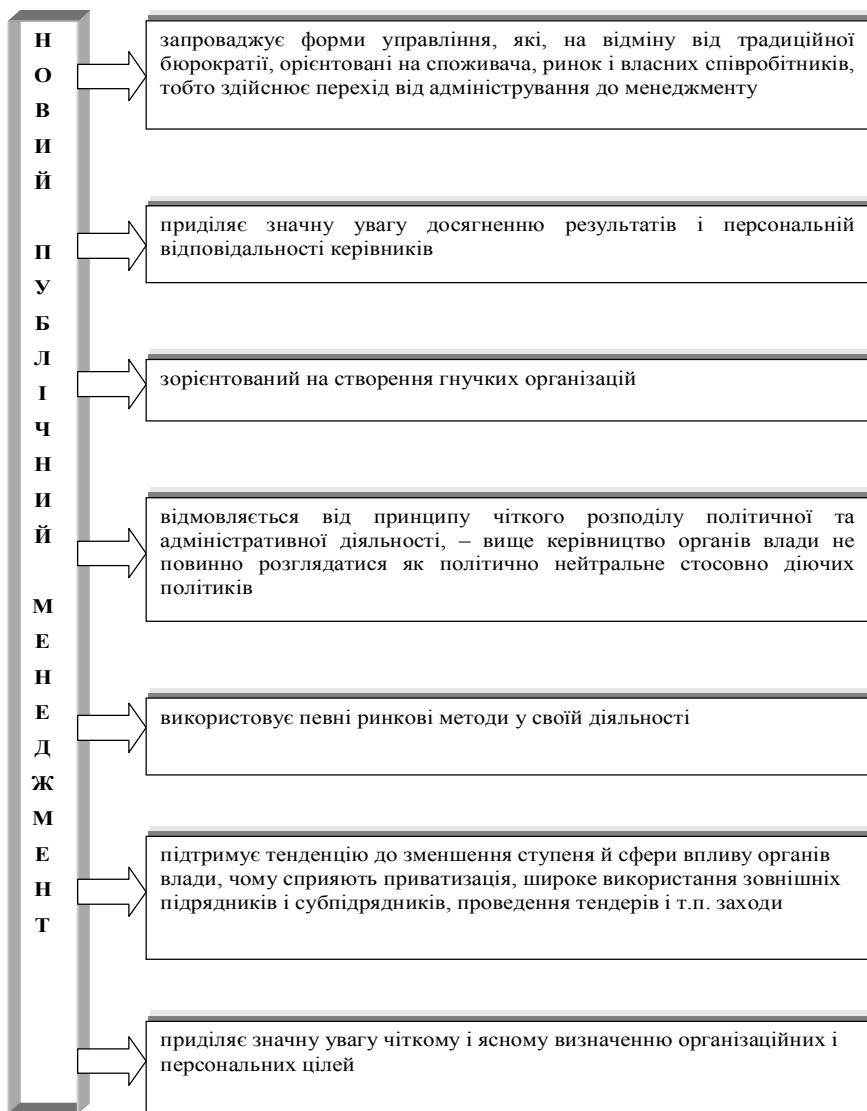 НОВИЙ ПУБЛІЧНИЙ МЕНЕДЖМЕНТ
запроваджує форми управління, які, на відміну від традиційної
бюрократії, орієнтовані на споживача, ринок і власних співробітників,
тобто здійснює перехід від адміністрування до менеджменту
приділяє значну увагу досягненню результатів і персональній
відповідальності керівників
зорієнтований на створення гнучких організацій
відмовляється від принципу чіткого розподілу політичної та
адміністративної діяльності, – вище керівництво органів влади не
повинно розглядатися як політично нейтральне стосовно діючих
політиків
використовує певні ринкові методи у своїй діяльності
підтримує тенденцію до зменшення ступеня й сфери впливу органів
влади, чому сприяють приватизація, широке використання зовнішніх
підрядників і субпідрядників, проведення тендерів і т.п. заходи
приділяє значну увагу чіткому і ясному визначенню організаційних і
персональних цілей